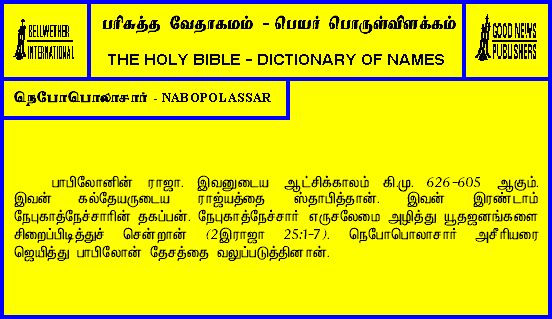 BELLWETHER
INTERNATIONAL
பரிசுத்த வேதாகமம் - பெயர் பொருள்விளக்கம்
THE HOLY BIBLE - DICTIONARY OF NAMES
GOOD NEWS
PUBLISHERS
நெபோபொலாசார் - NABOPOLASSAR
பாபிலோனின் ராஜா. இவனுடைய ஆட்சிக்காலம் கி.மு. 626-605 ஆகும்.
இவன் கல்தேயருடைய ராஜ்யத்தை ஸ்தாபித்தான். இவன் இரண்டாம்
நேபுகாத்நேச்சாரின் தகப்பன். நேபுகாத்நேச்சார் எருசலேமை அழித்து யூதஜனங்களை
சிறைப்பிடித்துச் சென்றான் (2இராஜா 25:1-7). நெபோபொலாசார் அசீரியரை
ஜெயித்து பாபிலோன் தேசத்தை வலுப்படுத்தினான்.